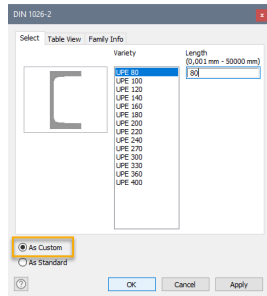 DIN 1026-2
x
Select Table View Family Info
Variety
Length
(0,001 mm - 50000 mm)
80
UPE 80
UPE 100
UPE 120
UPE 140
UPE 160
UPE 180
UPE 200
UPE 220
UPE 240
UPE 270
UPE 300
UPE 330
UPE 360
UPE 400
As Custom
As Standard
?
OK Cancel Apply